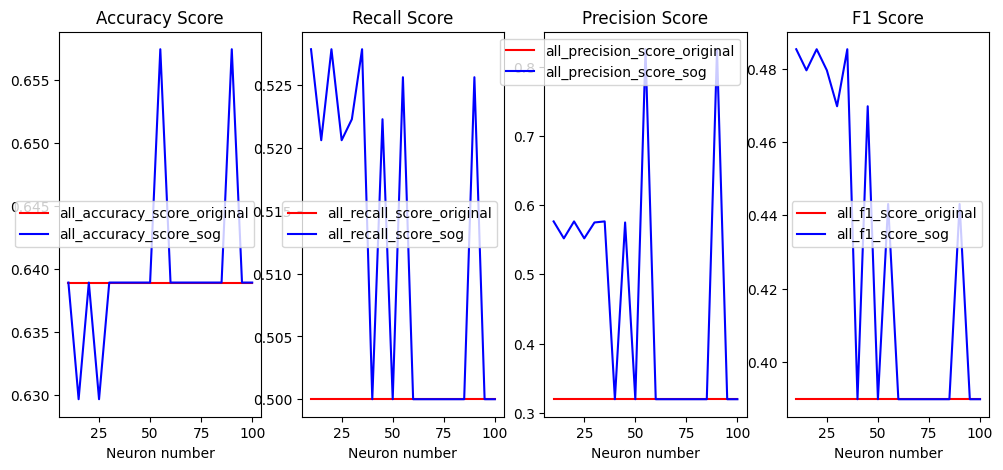 Accuracy Score
0.655
0.650
0.645
0.640
0.635
0.630
all_accuracy_score_original
all_accuracy_score_sog
25 50 75 100
Neuron number
Recall Score
0.525
0.520
0.515
0.510
0.505
0.500
all_recall_score_original
all_recall_score_sog
25 50 75 100
Neuron number
Precision Score
all_precision_score_original
all_precision_score_sog
0.8
0.7
0.6
0.5
0.4
0.3
25 50 75 100
Neuron number
F1 Score
0.48
0.46
0.44
0.42
0.40
all_f1_score_original
all_f1_score_sog
25 50 75 100
Neuron number